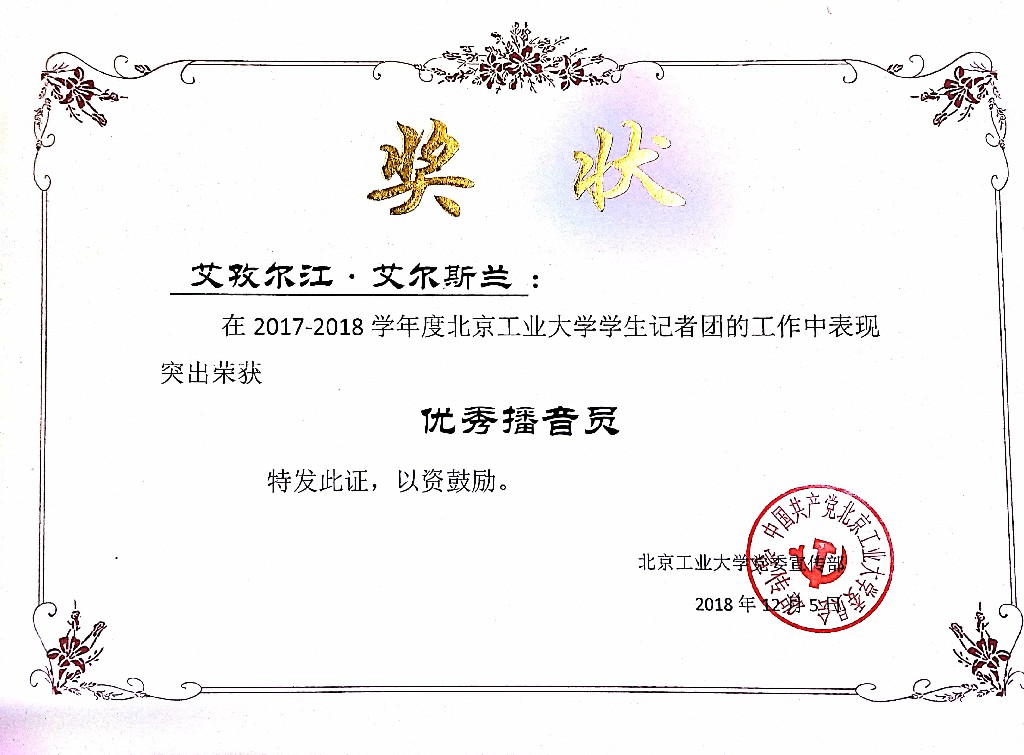 奖 状
艾孜尔江·艾尔斯兰：
在 2017-2018 学年度北京工业大学学生记者团的工作中表现
突出荣获
优秀播音员
特发此证，以资鼓励。
北京工业大学党委宣传部
2018 年 12 月 5 日
中国共产党北京工业大学委员会
宣传部